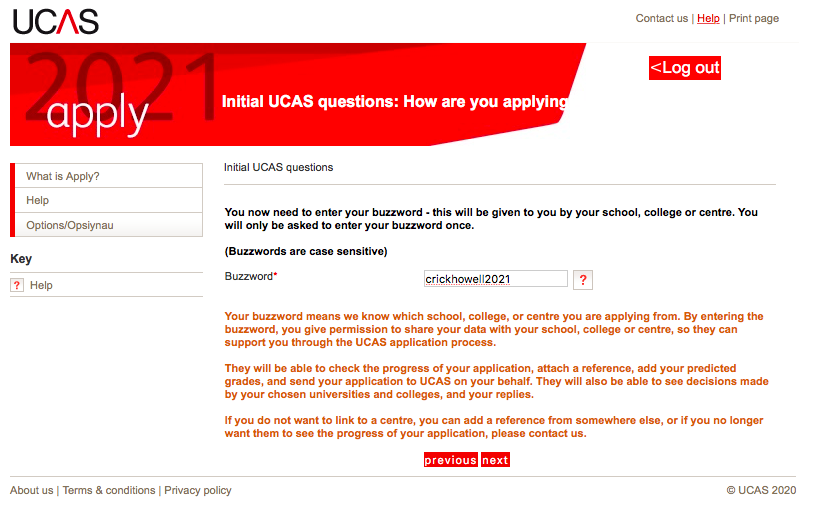 UCAS
Contact us | Help | Print page
2021
apply
<Log out
Initial UCAS questions: How are you applying
What is Apply?
Help
Options/Opsiynau
Key
? Help
Initial UCAS questions
You now need to enter your buzzword - this will be given to you by your school, college or centre. You
will only be asked to enter your buzzword once.
(Buzzwords are case sensitive)
Buzzword* crickhowell2021 ?
Your buzzword means we know which school, college, or centre you are applying from. By entering the
buzzword, you give permission to share your data with your school, college or centre, so they can
support you through the UCAS application process.
They will be able to check the progress of your application, attach a reference, add your predicted
grades, and send your application to UCAS on your behalf. They will also be able to see decisions made
by your chosen universities and colleges, and your replies.
If you do not want to link to a centre, you can add a reference from somewhere else, or if you no longer
want them to see the progress of your application, please contact us.
previous next
About us | Terms & conditions | Privacy policy
© UCAS 2020